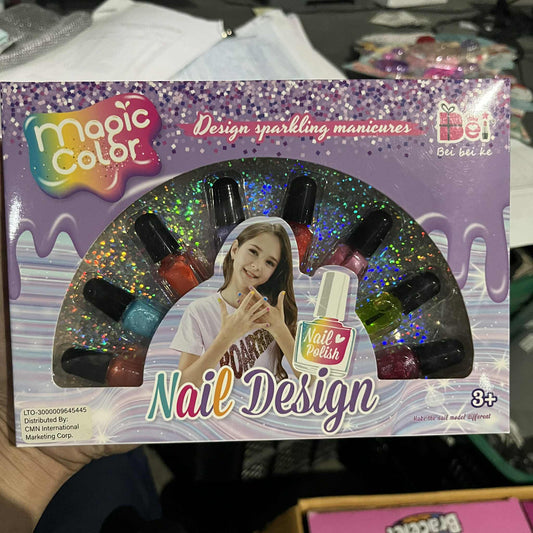 Magic
Color
Design sparkling manicures
Bei
Bei bei ke
Nail
Polish
Nail Design
3+
LTO-3000009645445
Distributed By:
CMN International
Marketing Corp.
Bracelet